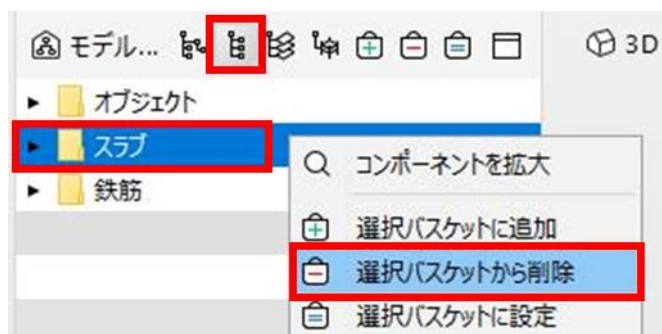 モデル... 3D
オブジェクト
スラブ
コンポーネントを拡大
鉄筋
選択バスケットに追加
選択バスケットから削除
選択バスケットに設定